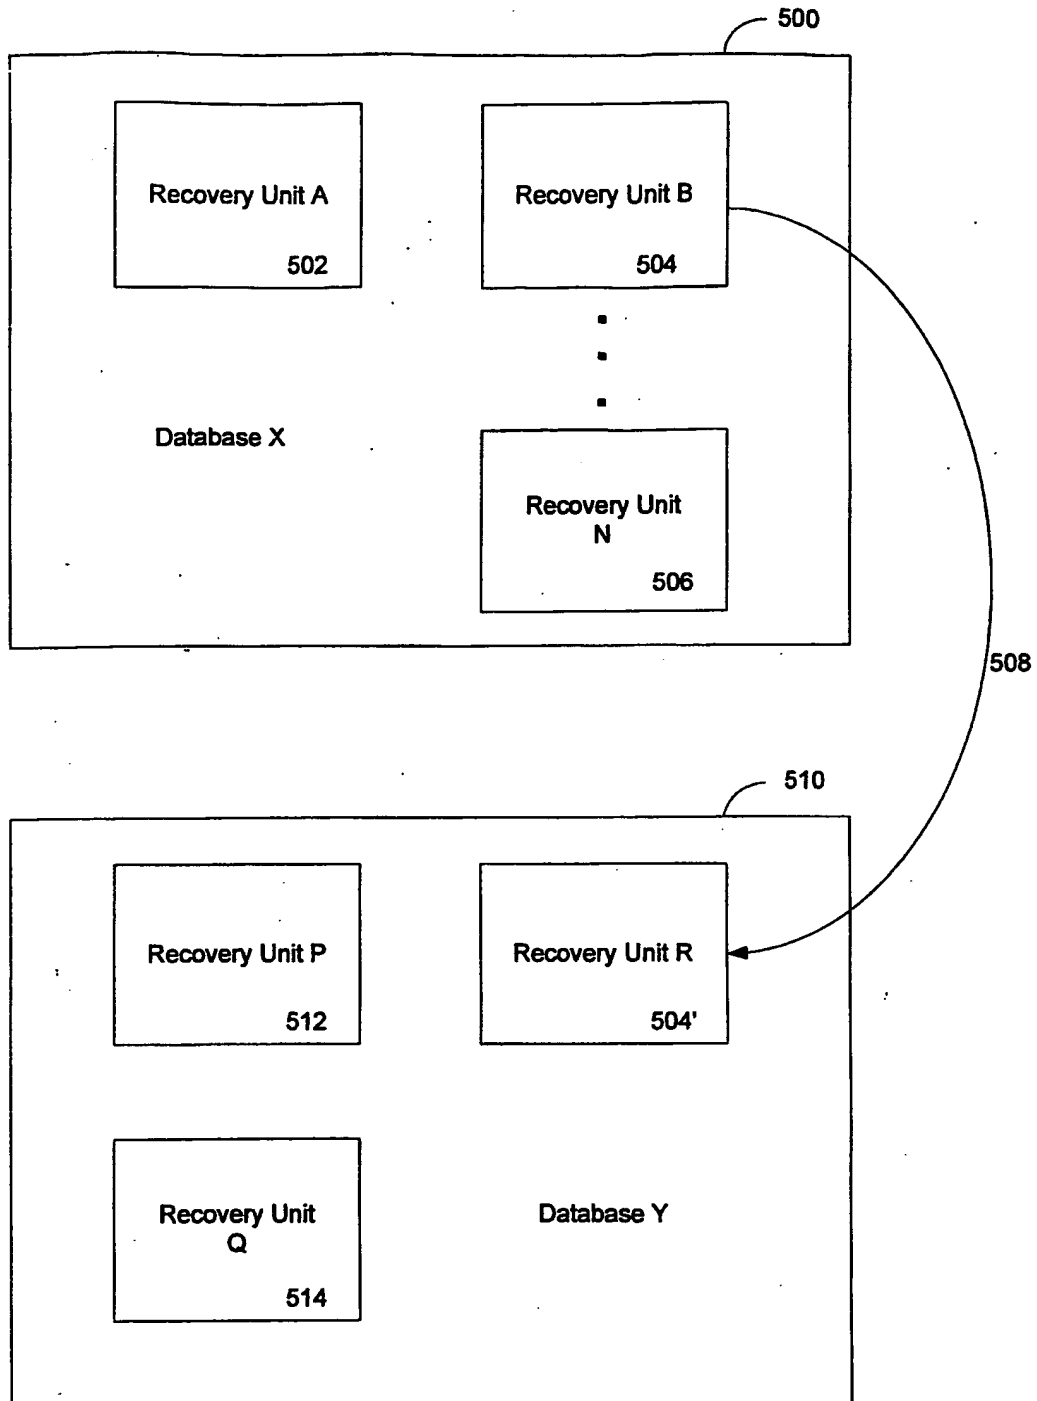 500
Recovery Unit A
502
Recovery Unit B
504
Database X
Recovery Unit
N
506
508
510
Recovery Unit P
512
Recovery Unit R
504'
Recovery Unit
Q
514
Database Y